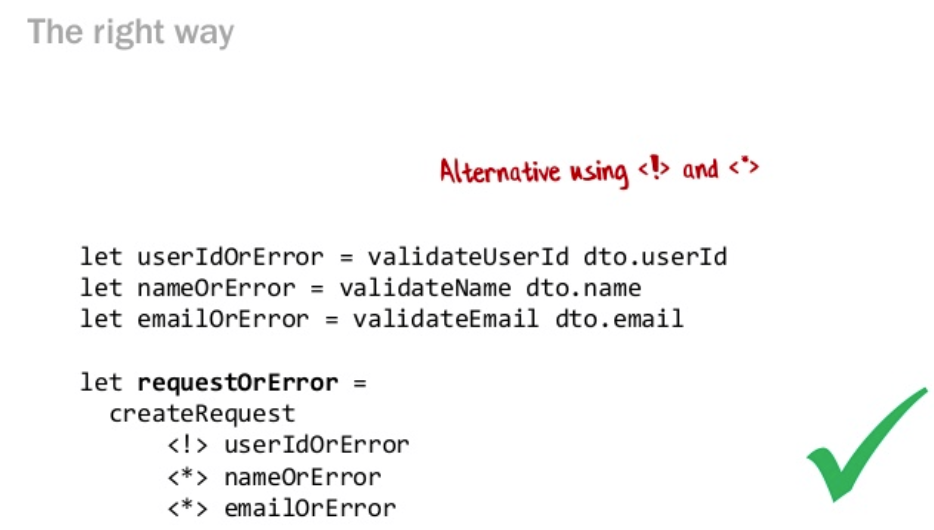 The right way
Alternative using <!> and <*>
let userIdOrError = validateUserId dto.userId
let nameOrError = validateName dto.name
let emailOrError = validateEmail dto.email
let requestOrError =
createRequest
<!> userIdOrError
<*> nameOrError
<*> emailOrError